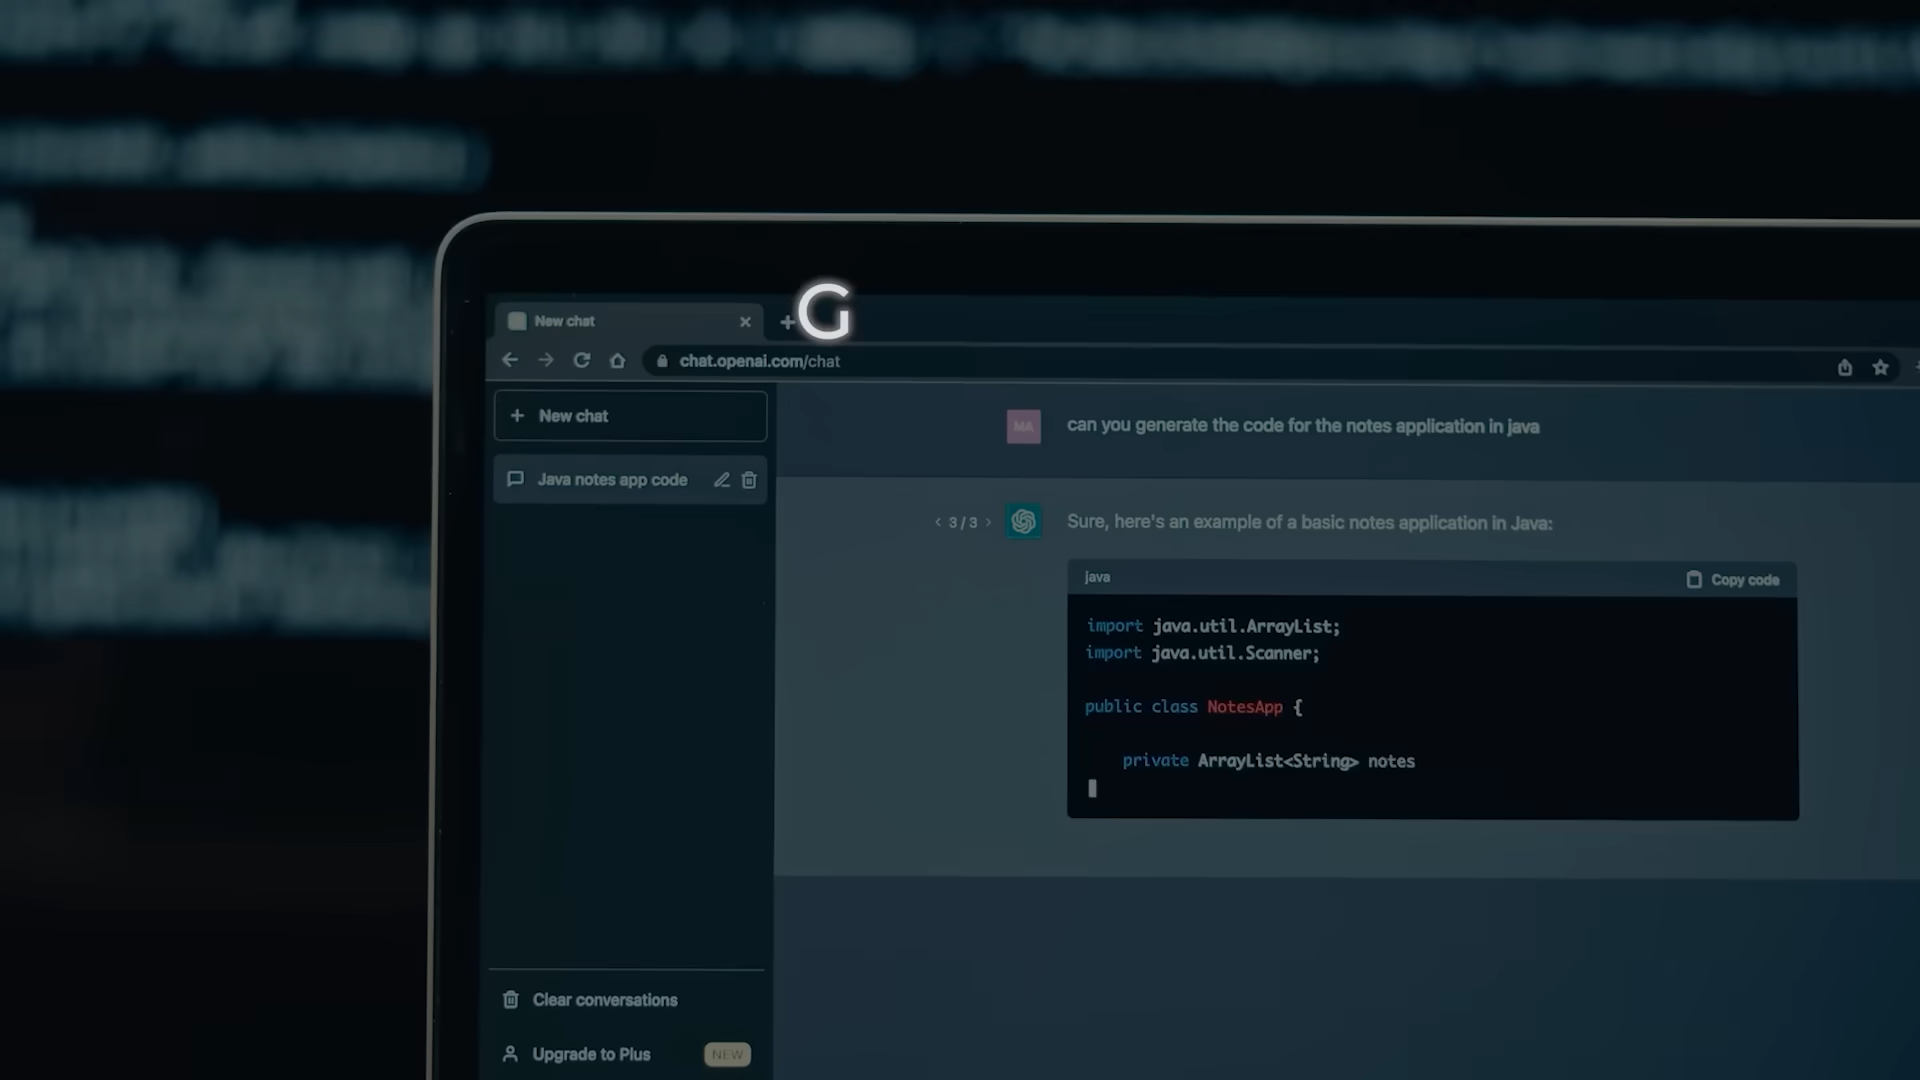 G
New chat
chat.openai.com/chat
New chat
Java notes app code
MA
can you generate the code for the notes application in java
3 / 3
Sure, here's an example of a basic notes application in Java:
java
Copy code
import java.util.ArrayList;
import java.util.Scanner;
public class NotesApp {
private ArrayList<String> notes
Clear conversations
Upgrade to Plus
NEW